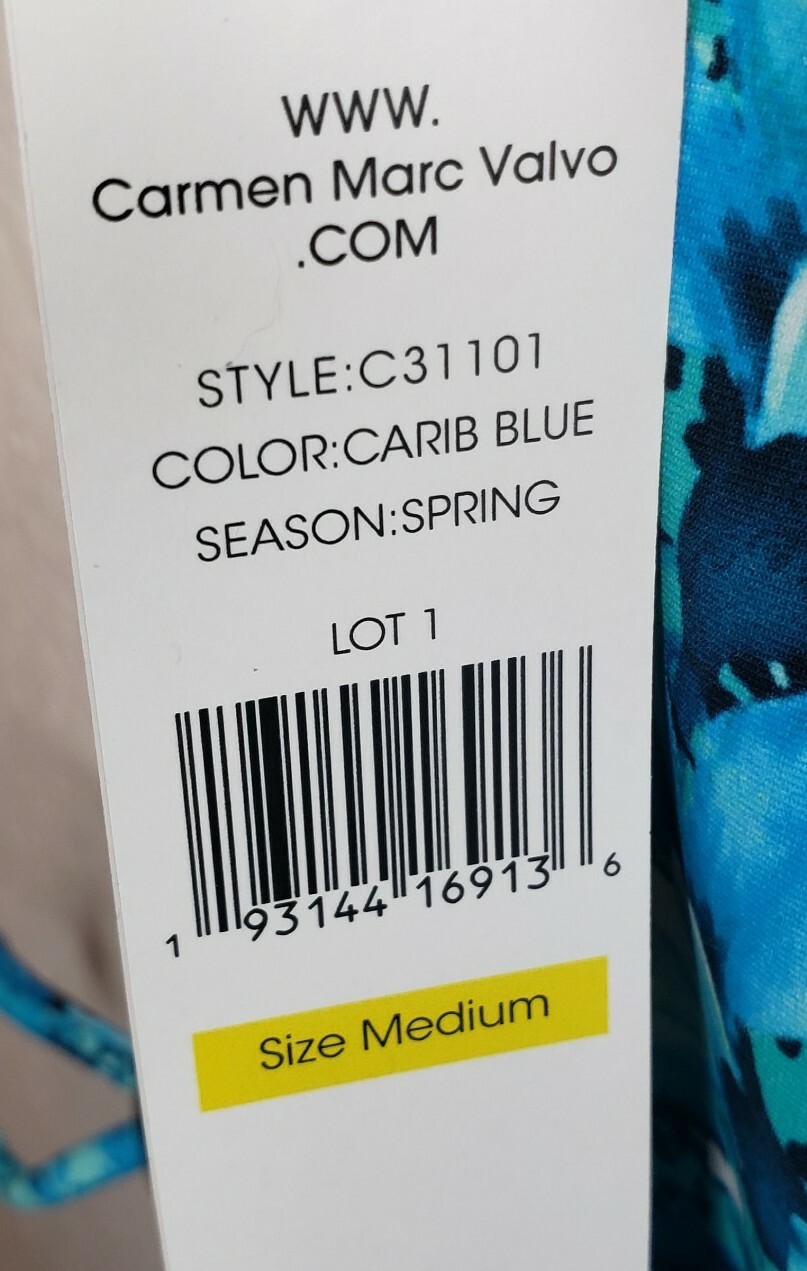 WWW.
Carmen Marc Valvo
.COM
STYLE:C31101
COLOR:CARIB BLUE
SEASON:SPRING
LOT 1
1 93144 16913 6
Size Medium